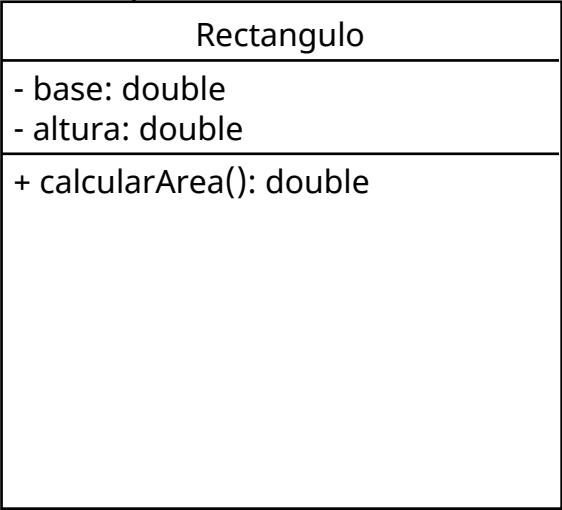 Rectangulo
- base: double
- altura: double
+ calcularArea(): double